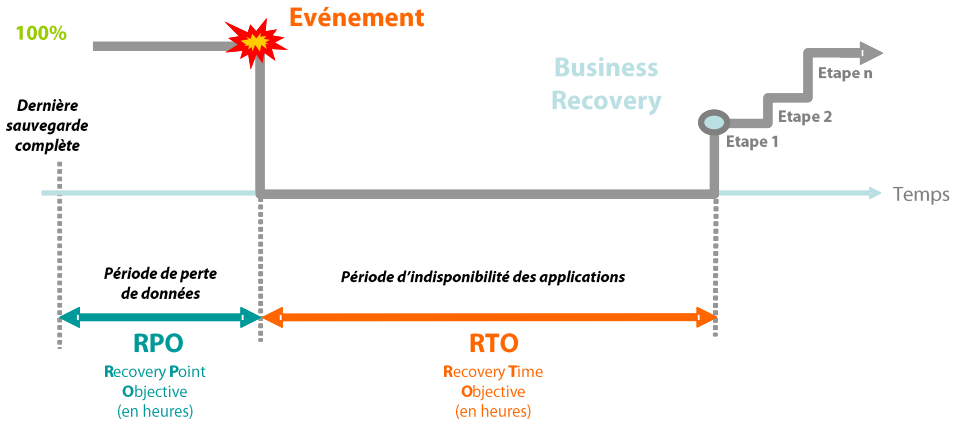 Evénement
100%
Business
Recovery
Etape n
Dernière
sauvegarde
complète
Etape 2
Etape 1
Temps
Période de perte
de données
Période d'indisponibilité des applications
RPO
Recovery Point
Objective
(en heures)
RTO
Recovery Time
Objective
(en heures)